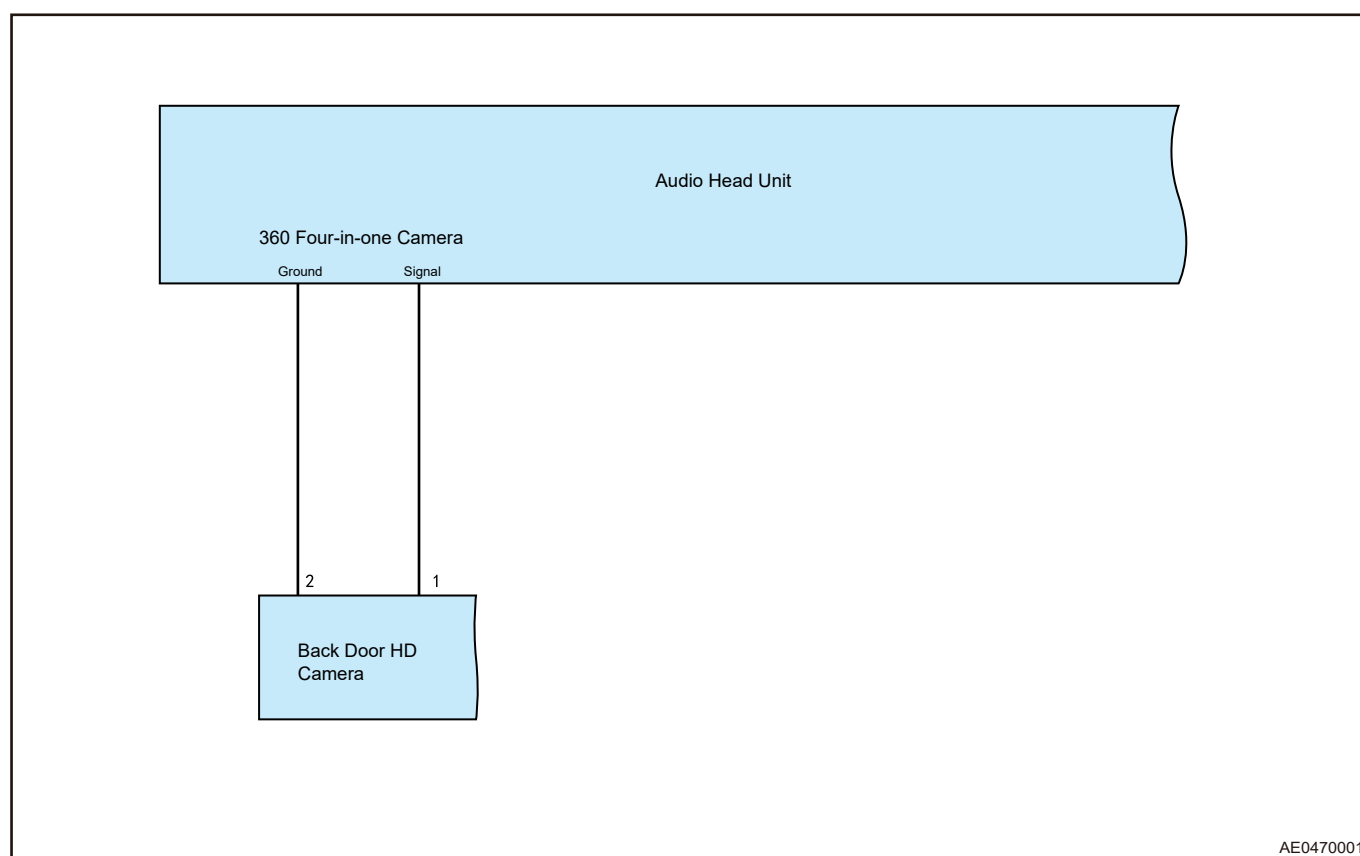 Audio Head Unit
360 Four-in-one Camera
Ground Signal
2 1
Back Door HD
Camera
AE0470001